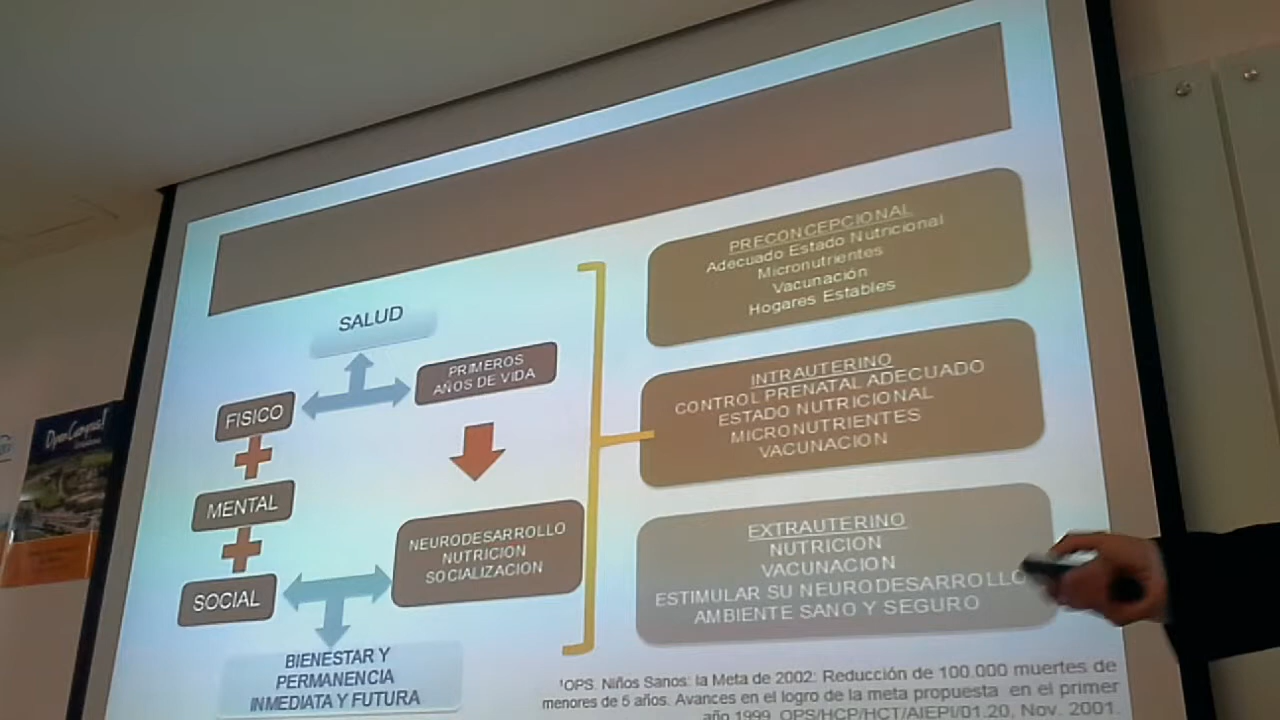 SALUD
PRIMEROS
AÑOS DE VIDA
FISICO
MENTAL
SOCIAL
NEURODESARROLLO
NUTRICION
SOCIALIZACION
BIENESTAR Y
PERMANENCIA
INMEDIATA Y FUTURA
PRECONCEPCIONAL
Adecuado Estado Nutricional
Micronutrientes
Vacunación
Hogares Estables
INTRAUTERINO
CONTROL PRENATAL ADECUADO
ESTADO NUTRICIONAL
MICRONUTRIENTES
VACUNACION
EXTRAUTERINO
NUTRICION
VACUNACION
ESTIMULAR SU NEURODESARROLLO
AMBIENTE SANO Y SEGURO
¹OPS. Niños Sanos: la Meta de 2002: Reducción de 100.000 muertes de
menores de 5 años. Avances en el logro de la meta propuesta en el primer
año 1999. OPS/HCP/HCT/AIEPI/01.20, Nov. 2001.